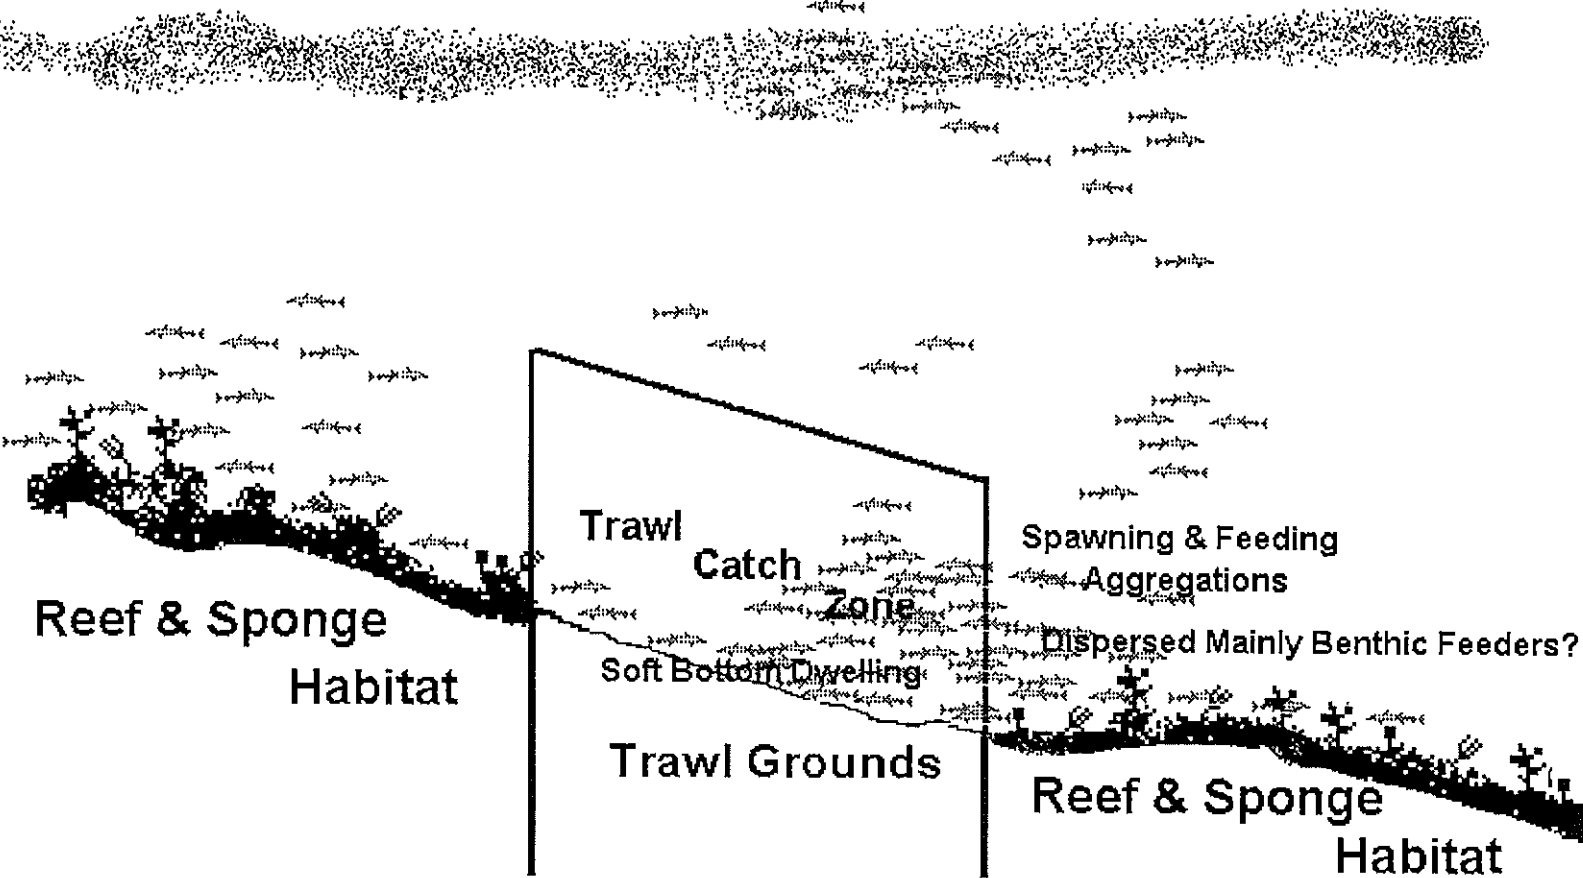 Trawl
Catch
Zone
Spawning & Feeding
Aggregations
Reef & Sponge
Habitat
Dispersed Mainly Benthic Feeders?
Soft Bottom Dwelling
Trawl Grounds
Reef & Sponge
Habitat